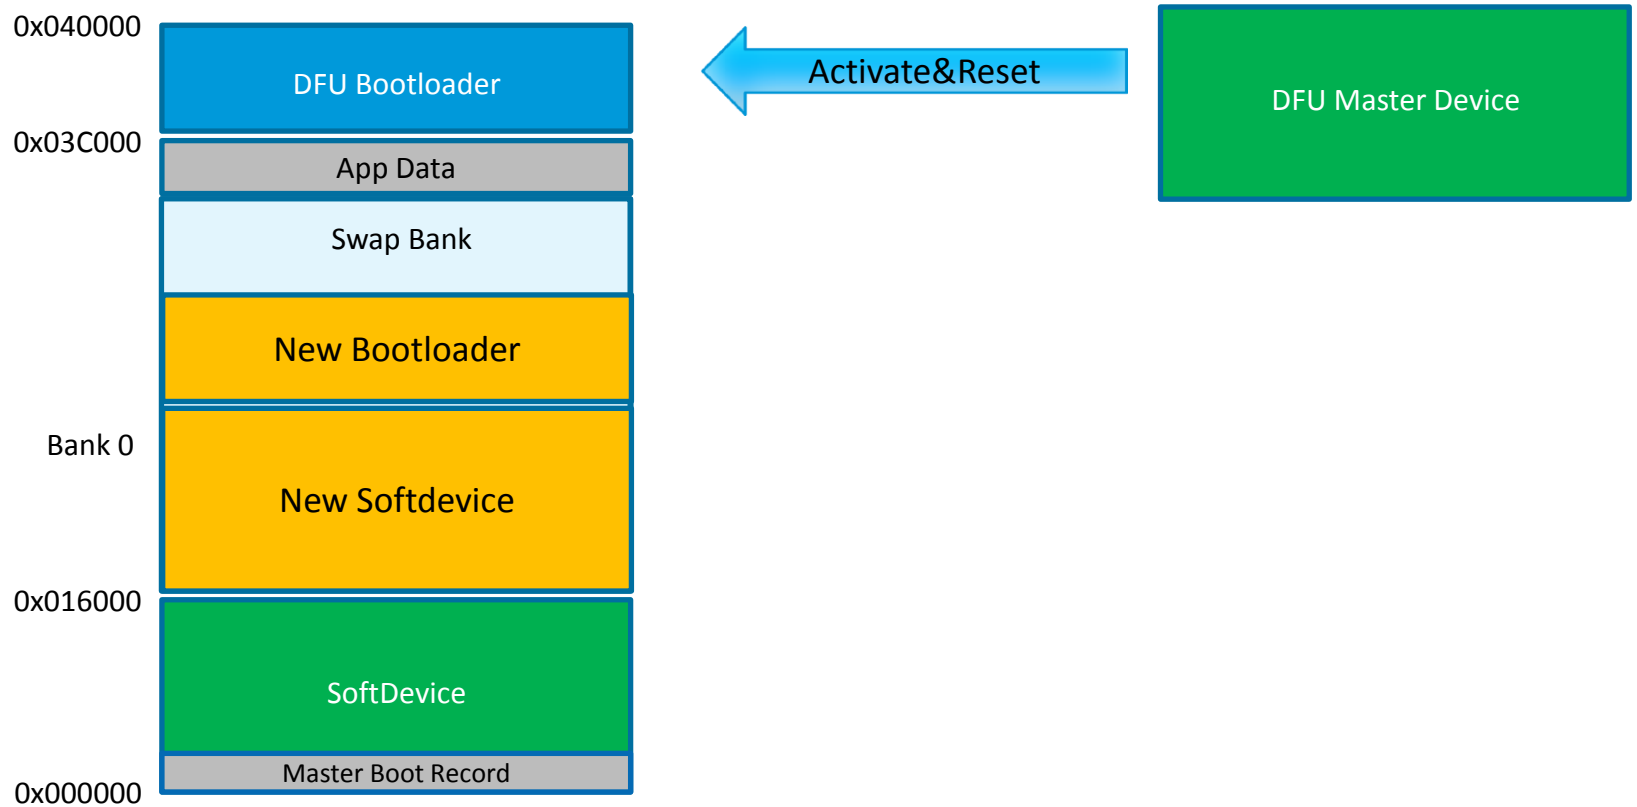 0x040000
DFU Bootloader
Activate&Reset
DFU Master Device
0x03C000
App Data
Swap Bank
New Bootloader
Bank 0
New Softdevice
0x016000
SoftDevice
Master Boot Record
0x000000